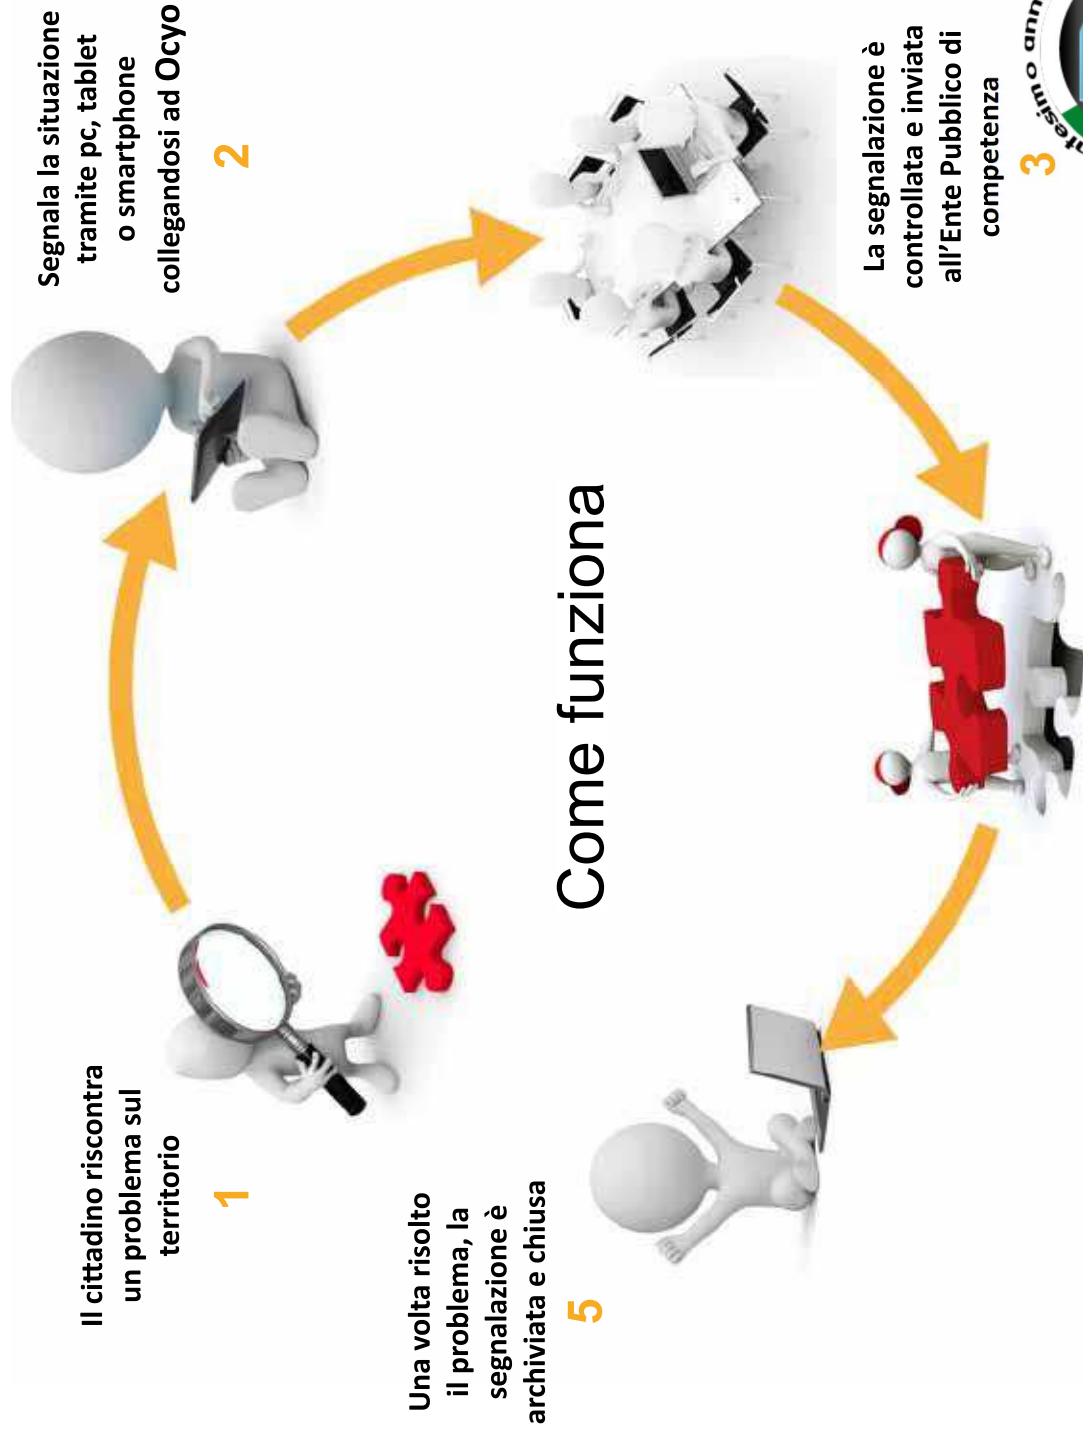 Come funziona
Il cittadino riscontra
un problema sul
territorio
1
Segnala la situazione
tramite pc, tablet
o smartphone
collegandosi ad Ocyo
2
La segnalazione è
controllata e inviata
all'Ente Pubblico di
competenza
3
Una volta risolto
il problema, la
segnalazione è
archiviata e chiusa
5